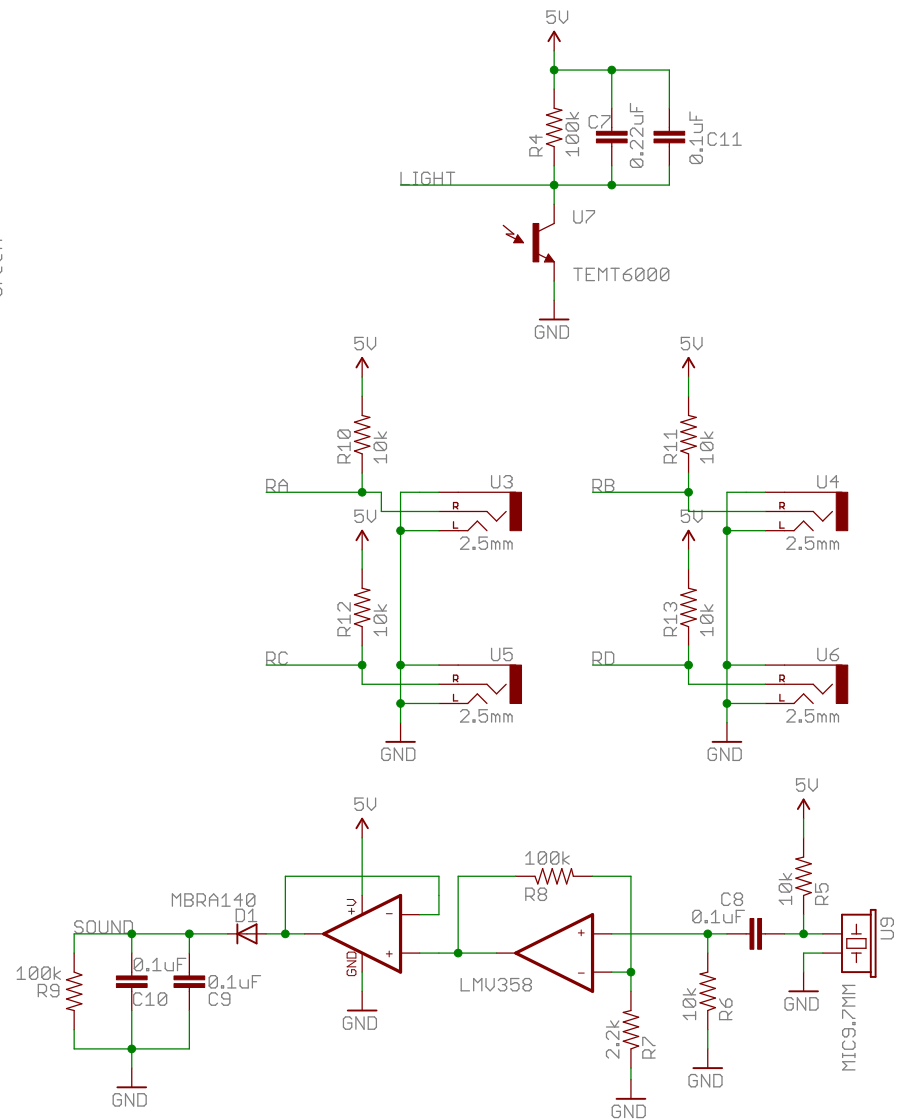 5V
R4
100k
C7
0.22uF
0.1uF
C11
LIGHT
U7
TEMT6000
GND
5V
5V
R10
10k
R11
10k
RA
U3
RB
U4
R
R
5V
L
5V
L
2.5mm
2.5mm
R12
10k
R13
10k
RC
U5
RD
U6
R
R
L
L
2.5mm
2.5mm
GND
GND
5V
5V
100k
R8
10k
R5
MBRA140
D1
C8
0.1uF
SOUND
+V
-
+
GND
+
-
LMV358
U9
0.1uF
C10
0.1uF
C9
100k
R9
GND
2.2k
R7
10k
R6
GND
MIC9.7MM
GND
GND
GND